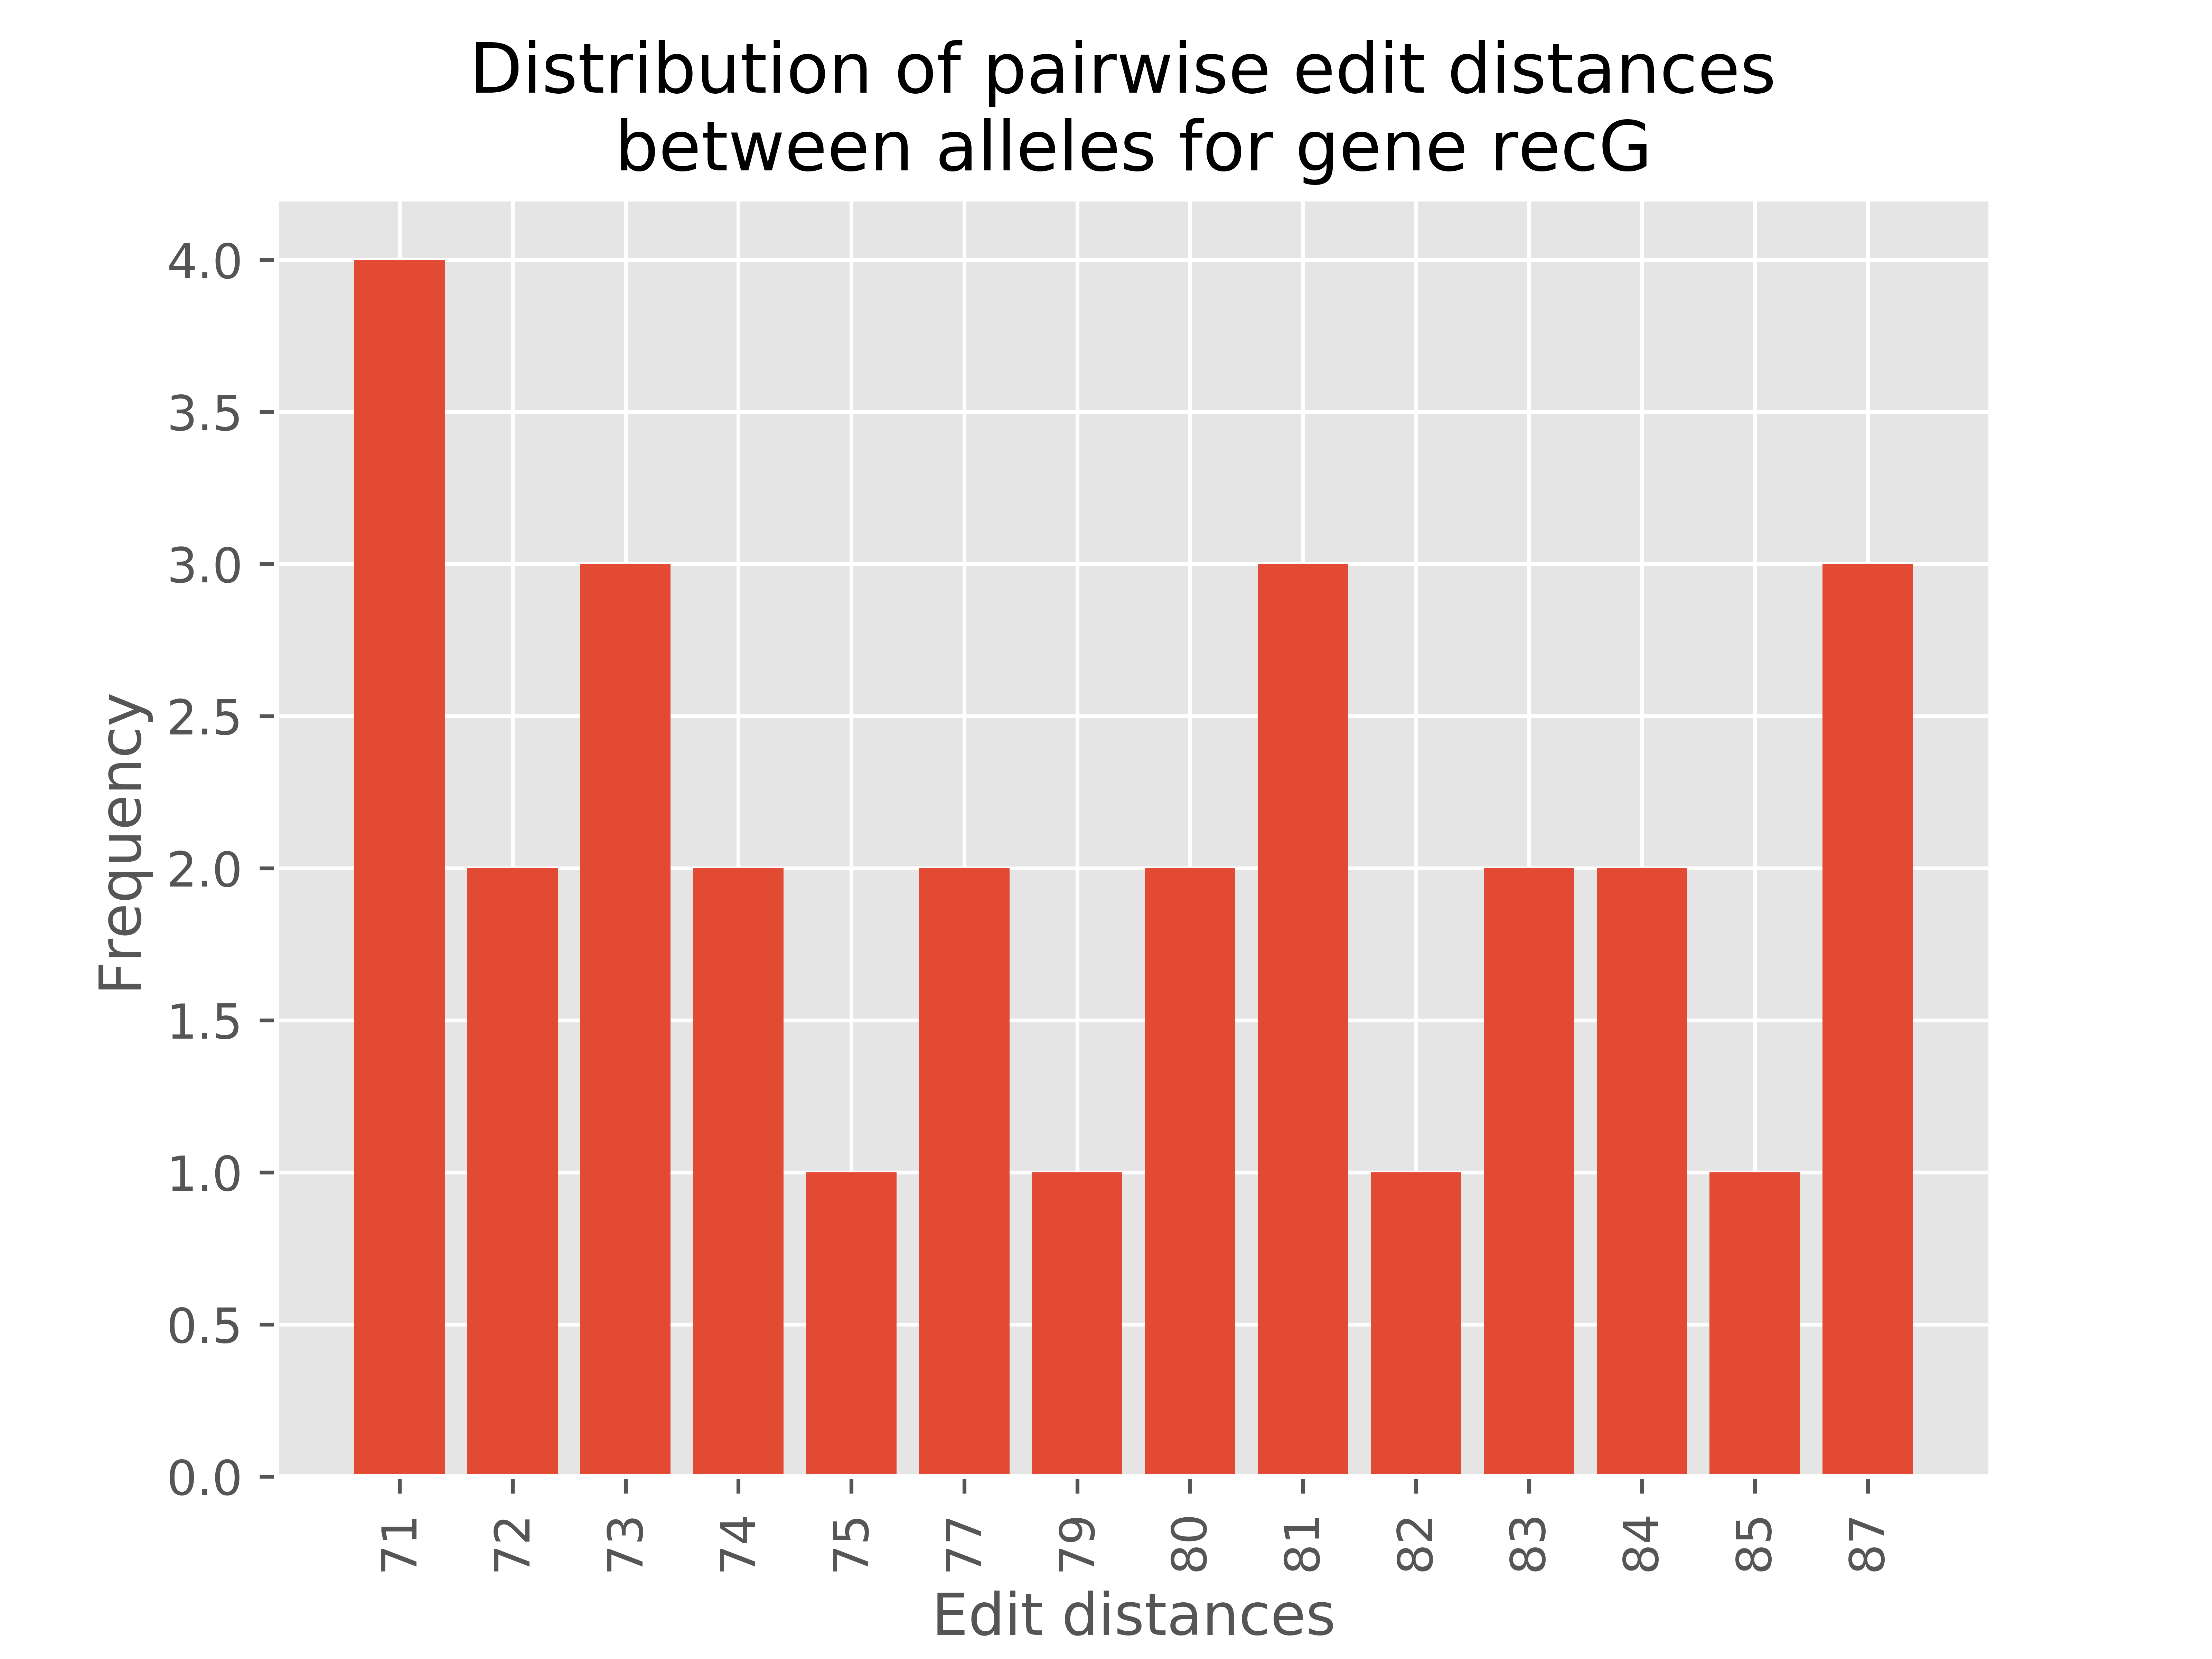 Distribution of pairwise edit distances
between alleles for gene recG
4.0
3.5
3.0
2.5
2.0
1.5
1.0
0.5
0.0
Frequency
71 72 73 74 75 77 79 80 81 82 83 84 85 87
Edit distances